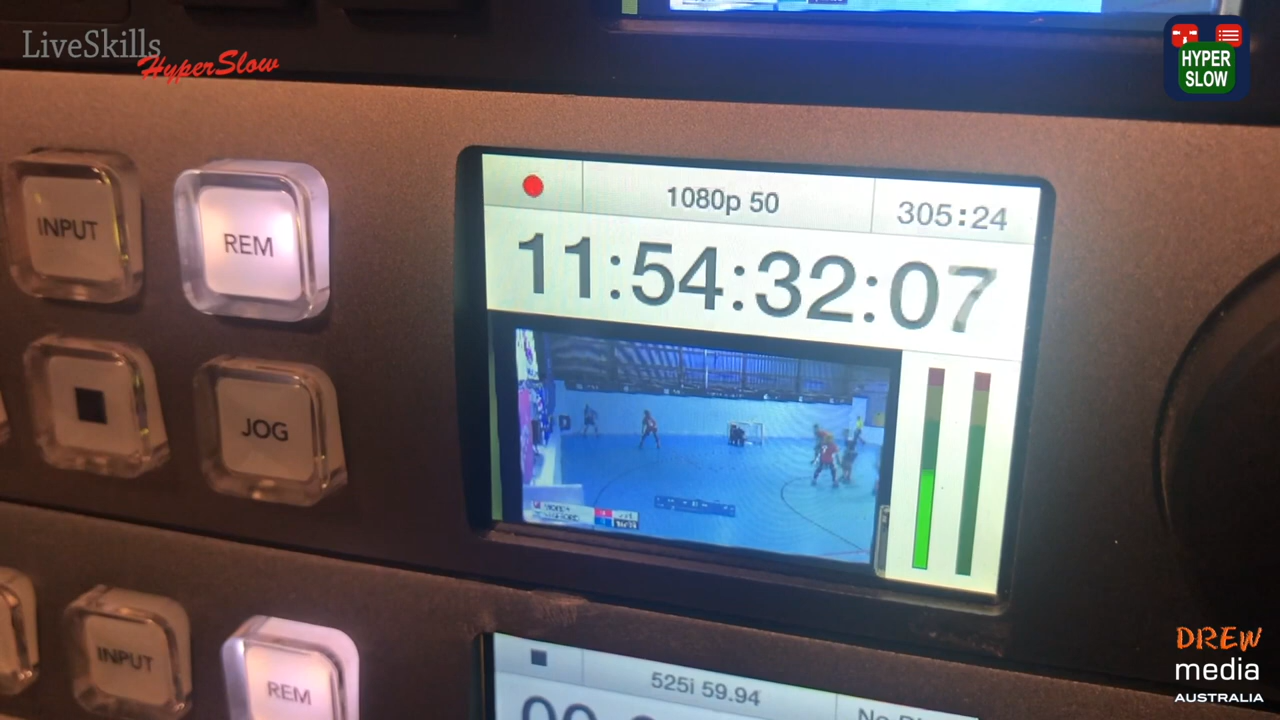 LiveSkills
HyperSlow
HYPER
SLOW
INPUT
REM
JOG
1080p 50
305:24
11:54:32:07
INPUT
REM
525i 59.94
DREW
media
AUSTRALIA